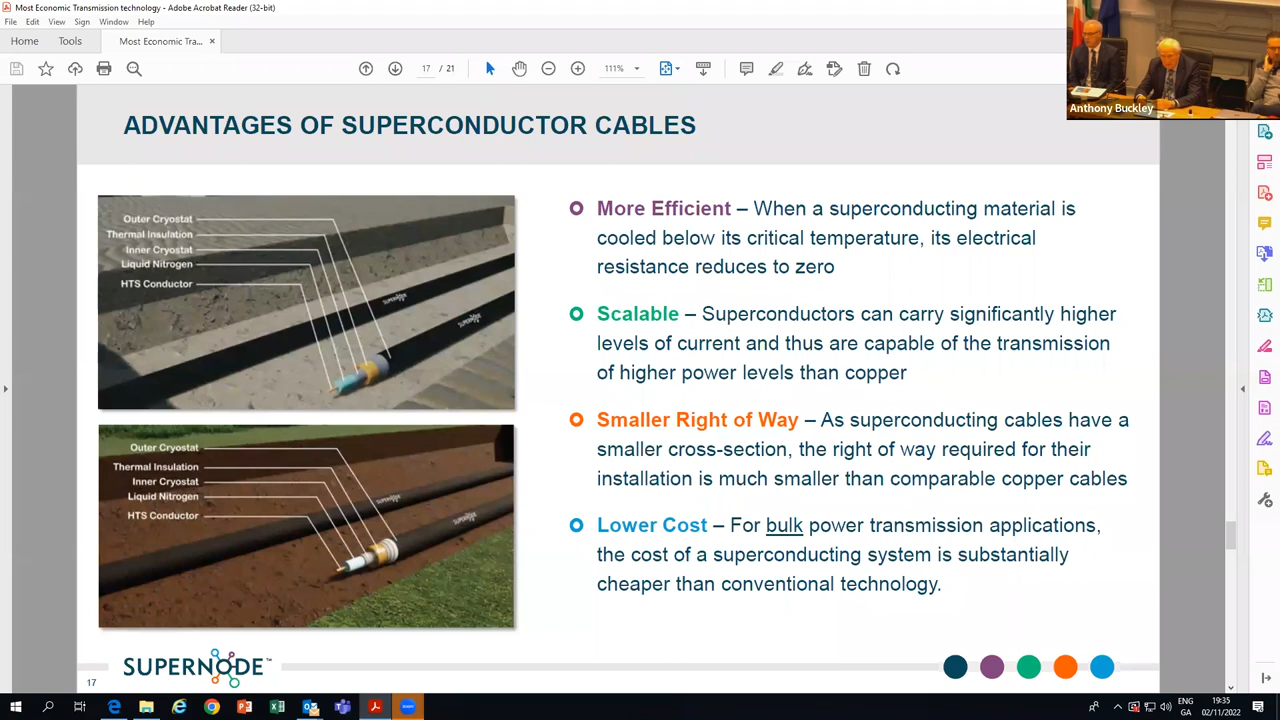 Most Economic Transmission technology - Adobe Acrobat Reader (32-bit)
File Edit View Sign Window Help
Home Tools Most Economic Tra... ×
17 / 21 111%
Anthony Buckley
ADVANTAGES OF SUPERCONDUCTOR CABLES
Outer Cryostat
Thermal Insulation
Inner Cryostat
Liquid Nitrogen
HTS Conductor
SUPERNODE
SUPERNODE
Outer Cryostat
Thermal Insulation
Inner Cryostat
Liquid Nitrogen
HTS Conductor
SUPERNODE
SUPERNODE
More Efficient – When a superconducting material is
cooled below its critical temperature, its electrical
resistance reduces to zero
Scalable – Superconductors can carry significantly higher
levels of current and thus are capable of the transmission
of higher power levels than copper
Smaller Right of Way – As superconducting cables have a
smaller cross-section, the right of way required for their
installation is much smaller than comparable copper cables
Lower Cost – For bulk power transmission applications,
the cost of a superconducting system is substantially
cheaper than conventional technology.
SUPERNODE™
17
ENG
GA
19:35
02/11/2022